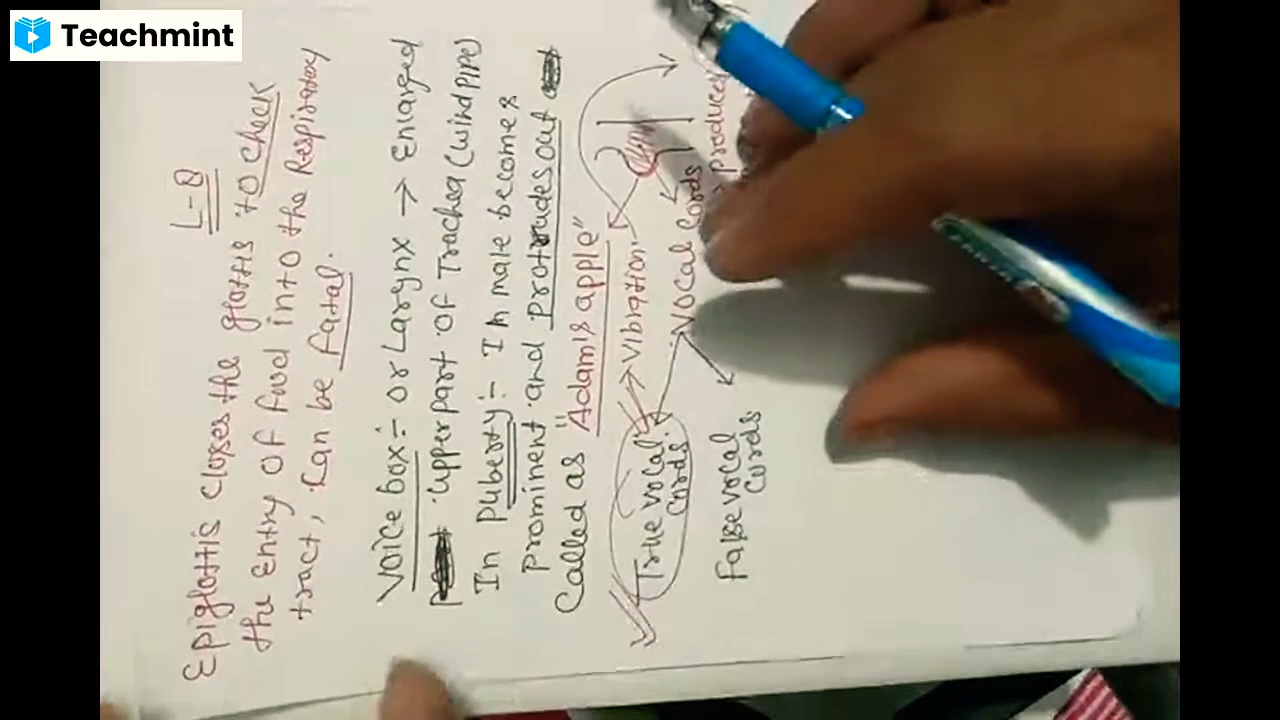 Teachmint
L-8
Epiglottis closes the glottis to check
the Entry of food into the Respiratory
tract, Can be fatal.
Voice box:- or Larynx → Enlarged
upper part of Trachea (wind pipe)
In puberty:- In male becomes
prominent and protrudes out
called as "Adam's apple"
True vocal cords → vibration.
vocal cords
produced
False vocal cords